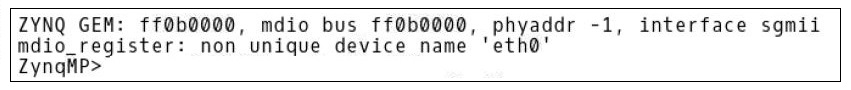 ZYNQ GEM: ff0b0000, mdio bus ff0b0000, phyaddr -1, interface sgmii
mdio_register: non unique device name 'eth0'
ZynqMP>